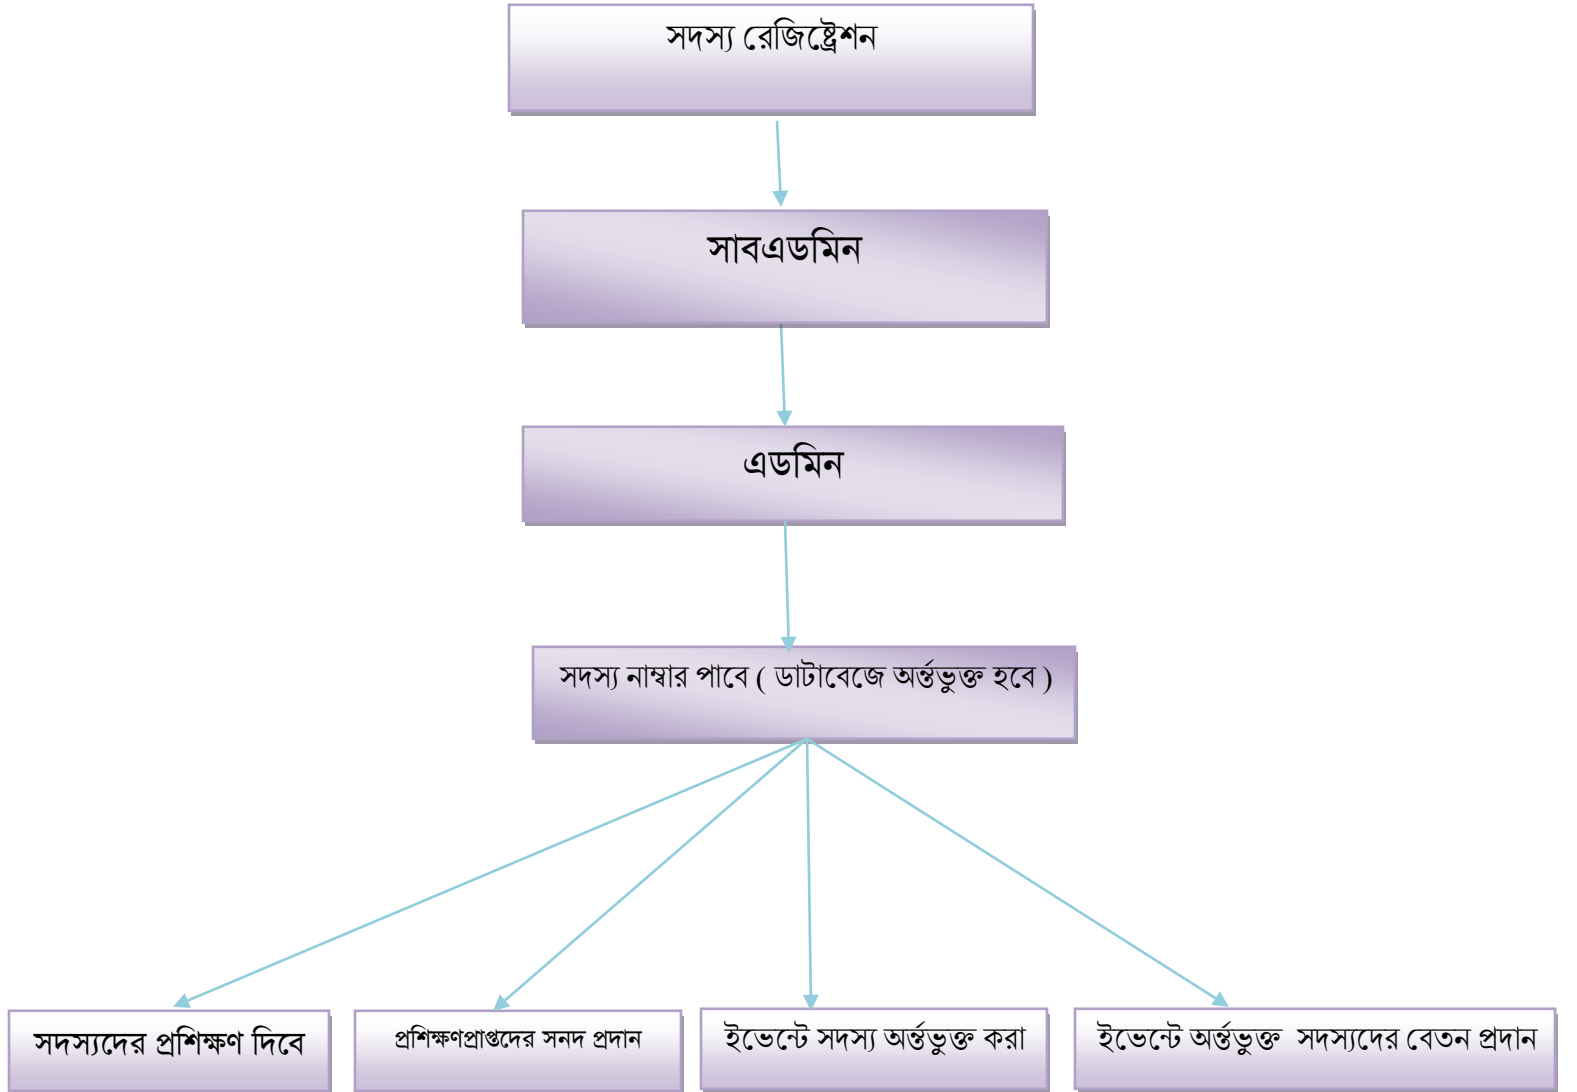 সদস্য রেজিষ্ট্রেশন
সাবএডমিন
এডমিন
সদস্য নাম্বার পাবে ( ডাটাবেজে অর্ন্তভুক্ত হবে )
সদস্যদের প্রশিক্ষণ দিবে
প্রশিক্ষণপ্রাপ্তদের সনদ প্রদান
ইভেন্টে সদস্য অর্ন্তভুক্ত করা
ইভেন্টে অর্ন্তভুক্ত সদস্যদের বেতন প্রদান